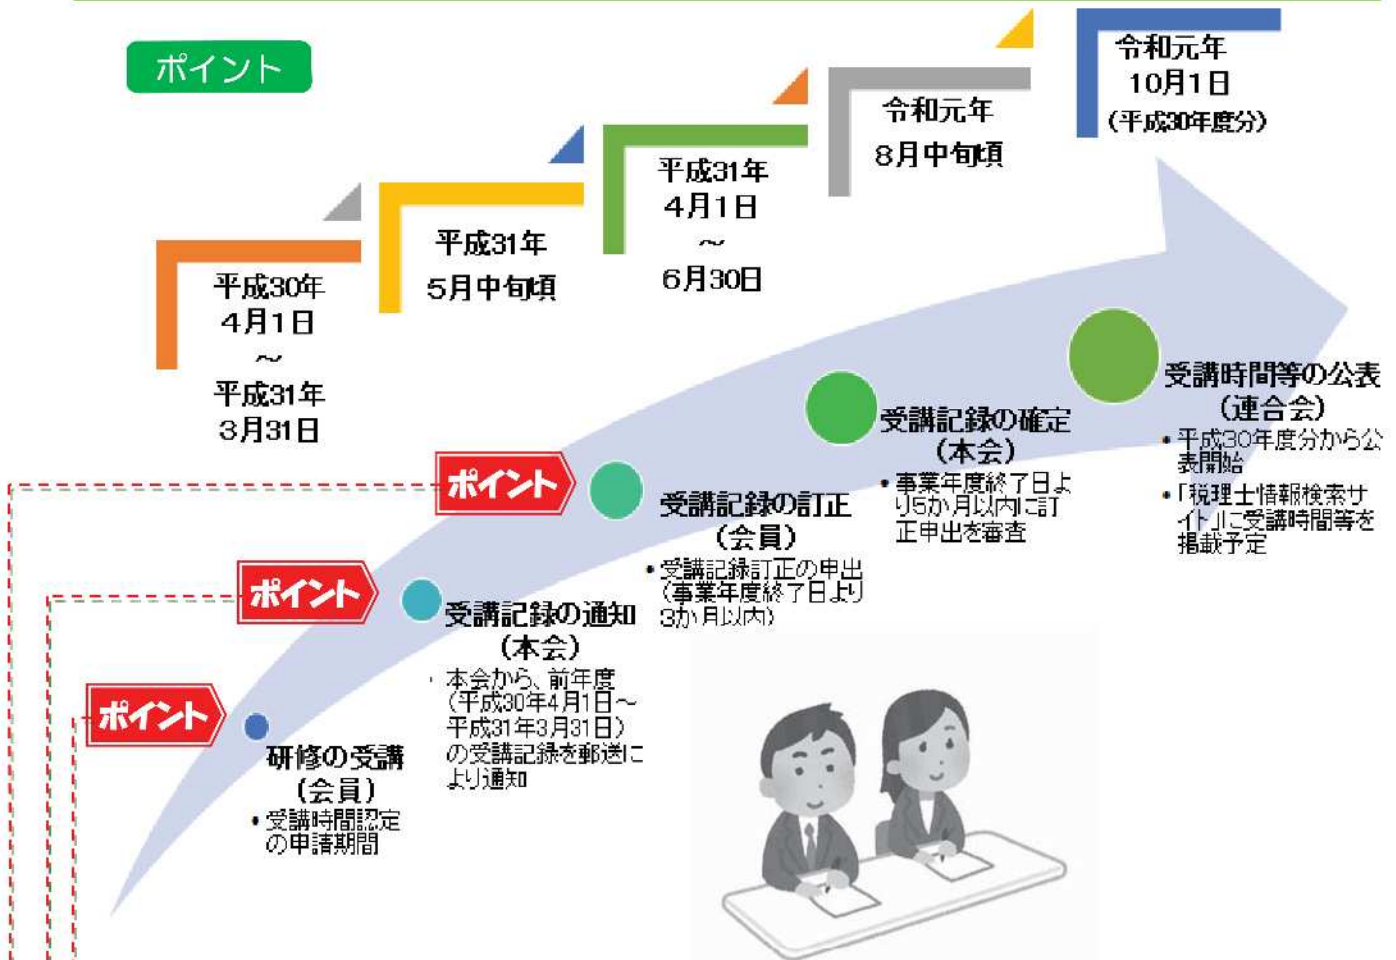 ポイント
平成30年
4月1日
～
平成31年
3月31日
平成31年
5月中旬頃
平成31年
4月1日
～
6月30日
令和元年
8月中旬頃
令和元年
10月1日
（平成30年度分）
ポイント
研修の受講
（会員）
• 受講時間認定
の申請期間
ポイント
受講記録の通知
（本会）
・本会から、前年度
（平成30年4月1日～
平成31年3月31日）
の受講記録を郵送に
より通知
ポイント
受講記録の訂正
（会員）
• 受講記録訂正の申出
（事業年度終了日より
3か月以内）
受講記録の確定
（本会）
• 事業年度終了日よ
り5か月以内に訂
正申出を審査
受講時間等の公表
（連合会）
• 平成30年度分から公
表開始
• 「税理士情報検索サ
イト」に受講時間等を
掲載予定